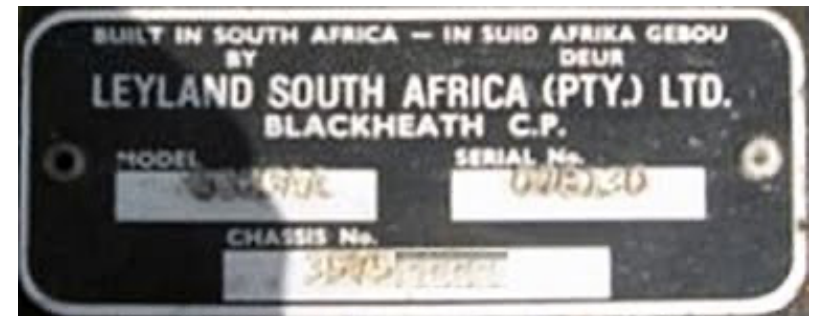 BUILT IN SOUTH AFRICA — IN SUID AFRIKA GEBOU
BY DEUR
LEYLAND SOUTH AFRICA (PTY.) LTD.
BLACKHEATH C.P.
MODEL SERIAL No.
CHASSIS No.